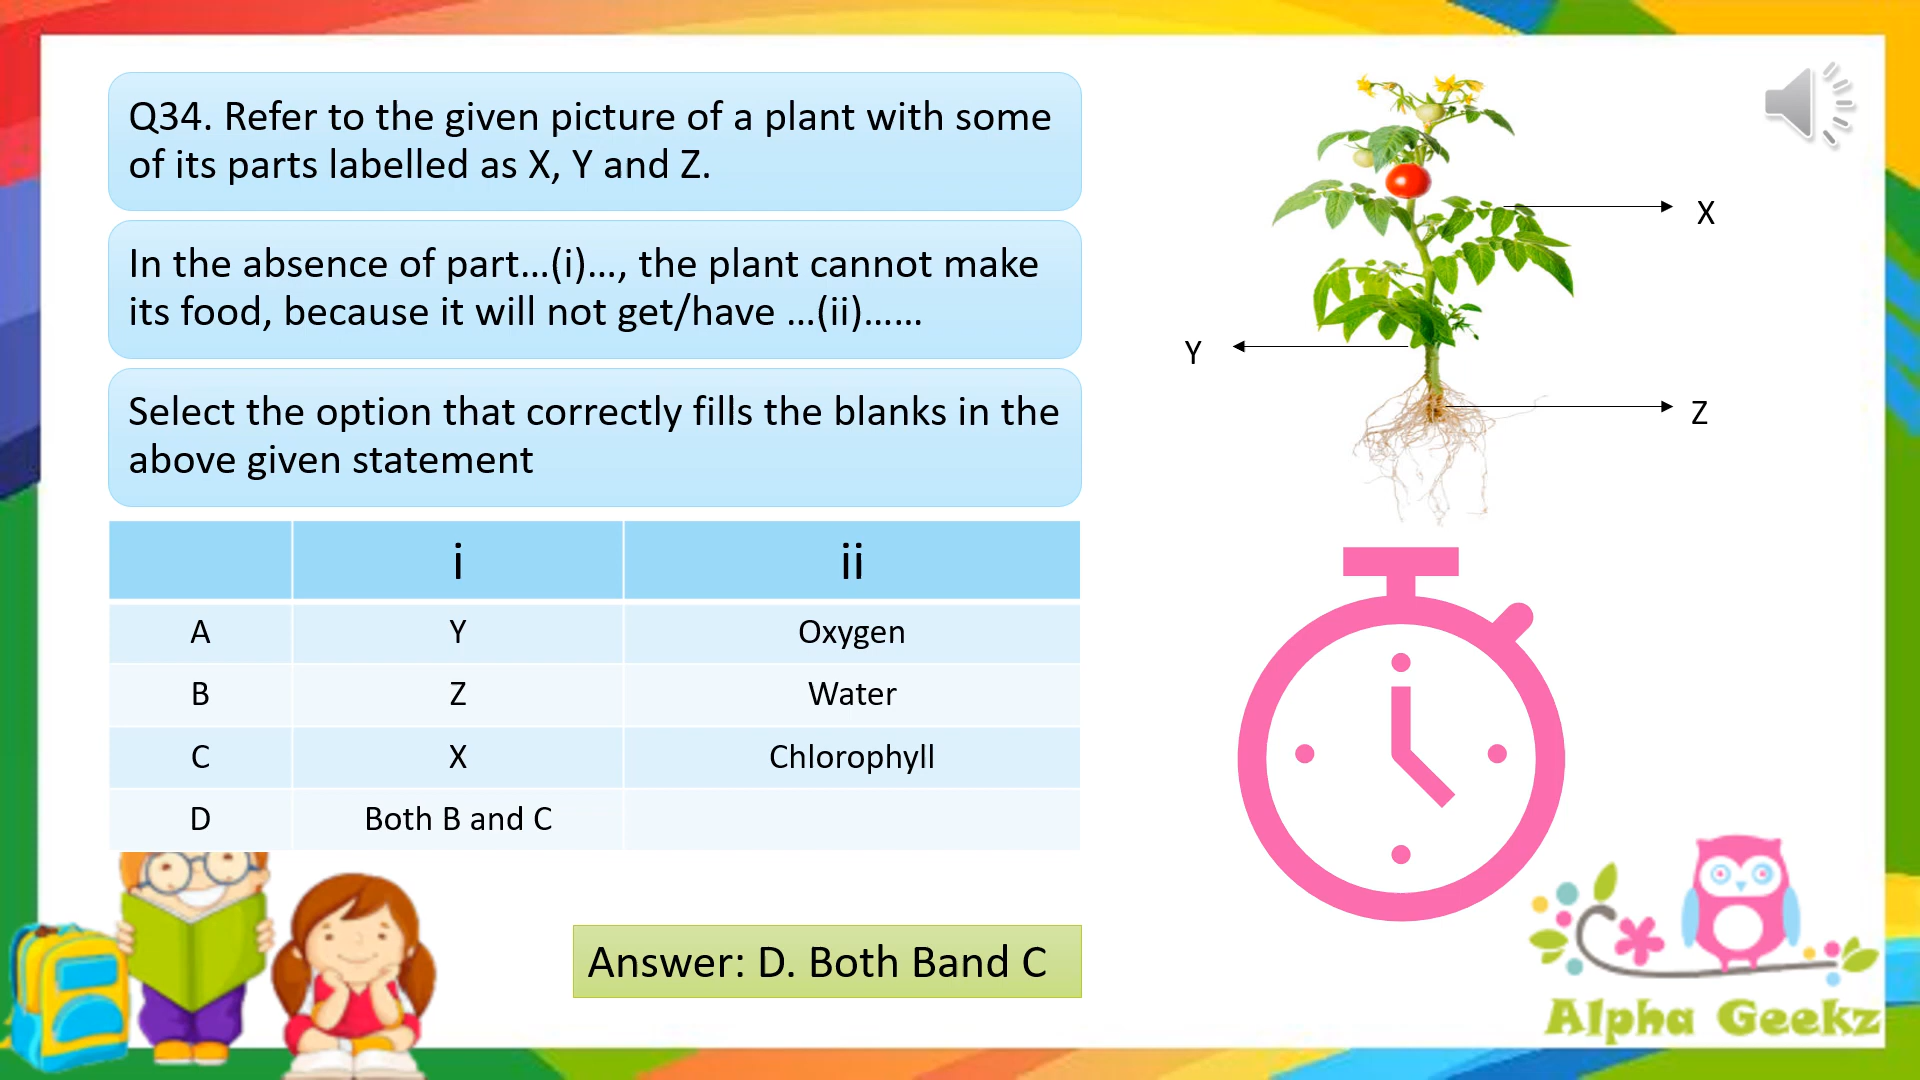 Q34. Refer to the given picture of a plant with some
of its parts labelled as X, Y and Z.
In the absence of part...(i)..., the plant cannot make
its food, because it will not get/have ...(ii)......
Select the option that correctly fills the blanks in the
above given statement
i ii
A Y Oxygen
B Z Water
C X Chlorophyll
D Both B and C
Answer: D. Both Band C
X
Y
Z
Alpha Geekz